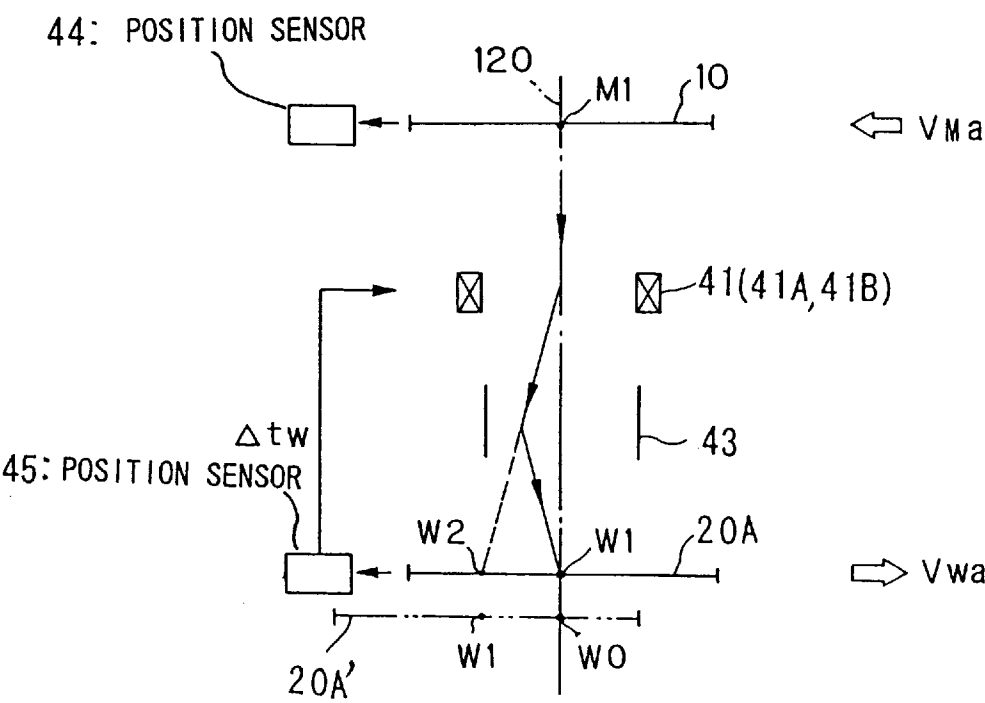 44: POSITION SENSOR
120
M1
10
VMa
41(41A,41B)
Δtw
43
45: POSITION SENSOR
W2
W1
20A
Vwa
20A'
W1
W0